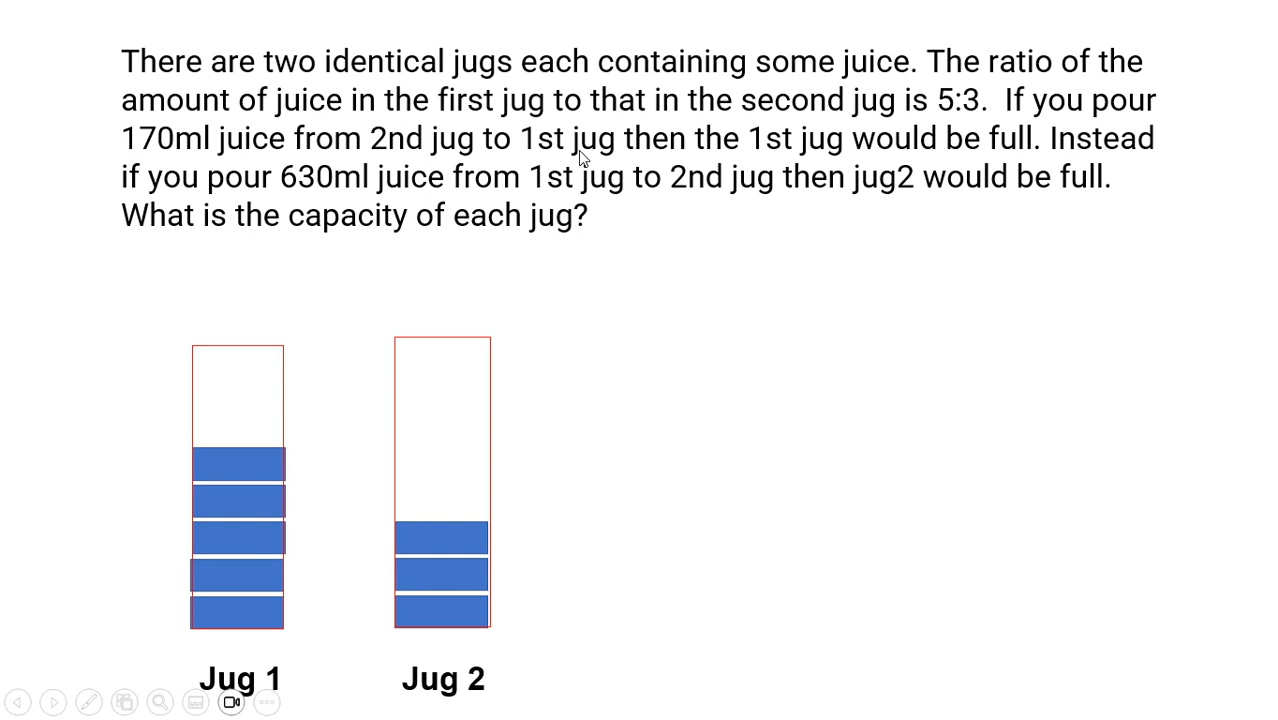 There are two identical jugs each containing some juice. The ratio of the
amount of juice in the first jug to that in the second jug is 5:3.  If you pour
170ml juice from 2nd jug to 1st jug then the 1st jug would be full. Instead
if you pour 630ml juice from 1st jug to 2nd jug then jug2 would be full.
What is the capacity of each jug?
Jug 1
Jug 2